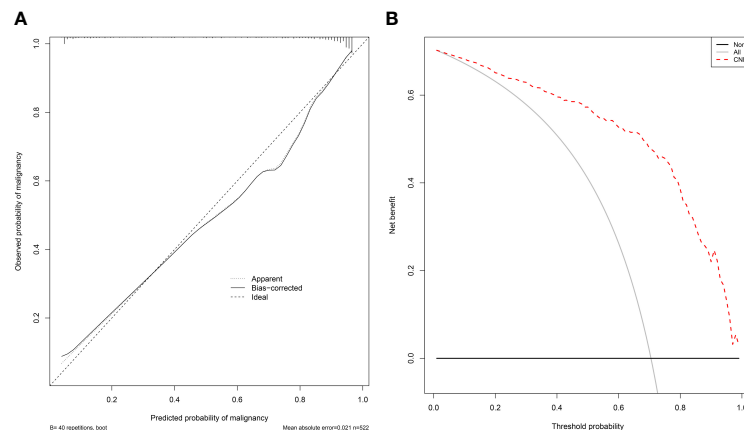 A
Observed probability of malignancy
1.0
0.8
0.6
0.4
0.2
Apparent
Bias-corrected
Ideal
0.2 0.4 0.6 0.8 1.0
Predicted probability of malignancy
B= 40 repetitions, boot
Mean absolute error=0.021 n=522
B
Net benefit
0.6
0.4
0.2
0.0
All
0.0 0.2 0.4 0.6 0.8 1.0
Threshold probability